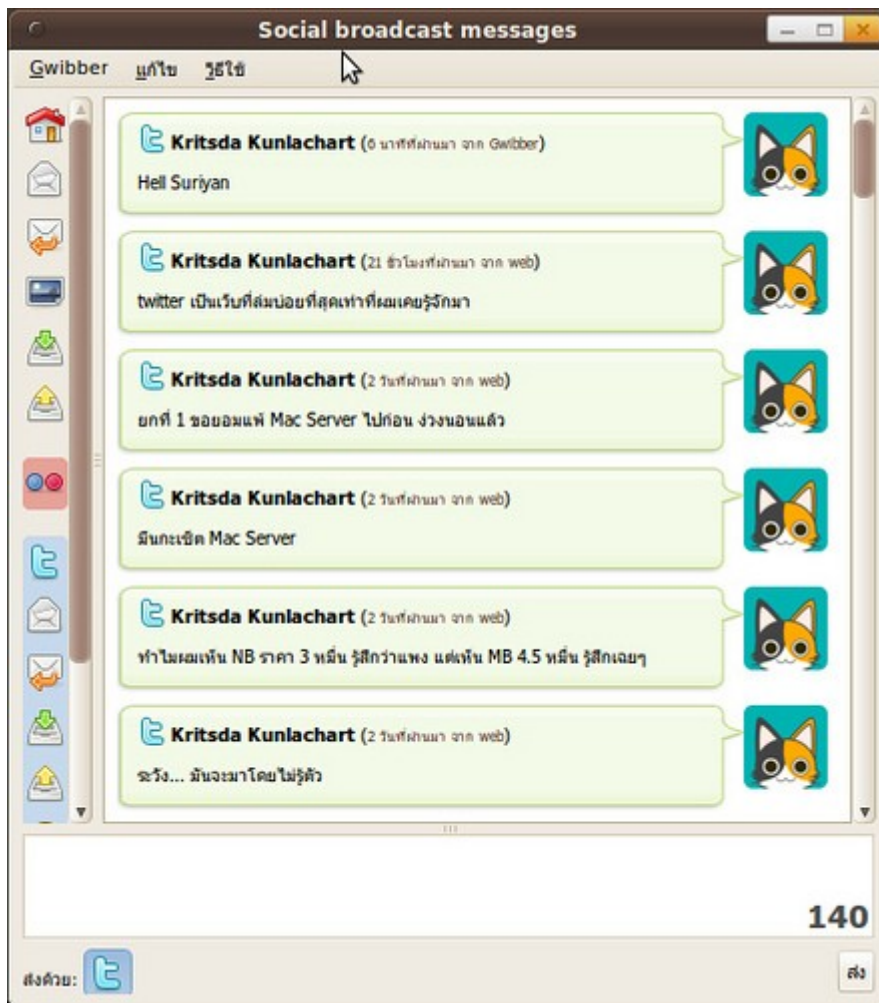 Social broadcast messages
Gwibber แก้ไข วิธีใช้
Kritsda Kunlachart (6 นาทีที่ผ่านมา จาก Gwibber)
Hell Suriyan
Kritsda Kunlachart (21 ชั่วโมงที่ผ่านมา จาก web)
twitter เป็นเว็บที่ล่มบ่อยที่สุดเท่าที่ผมเคยรู้จักมา
Kritsda Kunlachart (2 วันที่ผ่านมา จาก web)
ยกที่ 1 ขอยอมแพ้ Mac Server ไปก่อน ง่วงนอนแล้ว
Kritsda Kunlachart (2 วันที่ผ่านมา จาก web)
มึนกะเซ็ต Mac Server
Kritsda Kunlachart (2 วันที่ผ่านมา จาก web)
ทำไมผมเห็น NB ราคา 3 หมื่น รู้สึกว่าแพง แต่เห็น MB 4.5 หมื่น รู้สึกเฉยๆ
Kritsda Kunlachart (2 วันที่ผ่านมา จาก web)
ระวัง... มันจะมาโดยไม่รู้ตัว
140
ส่งด้วย: ส่ง